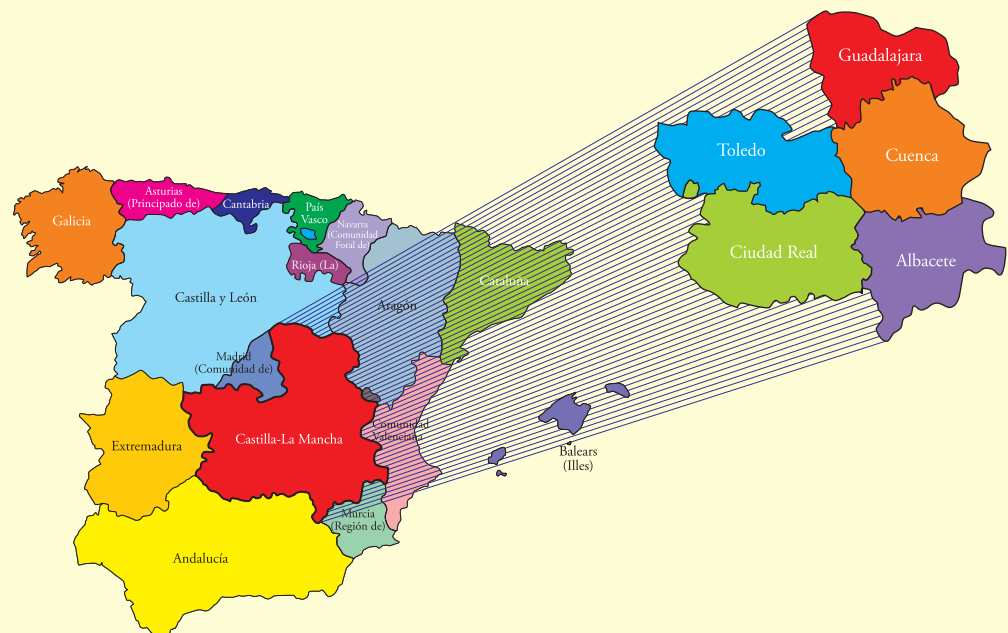 Guadalajara
Toledo
Cuenca
Ciudad Real
Albacete
Galicia
Asturias
(Principado de)
Cantabria
País
Vasco
Navarra
(Comunidad
Foral de)
Rioja (La)
Castilla y León
Aragón
Cataluña
Madrid
(Comunidad de)
Extremadura
Castilla-La Mancha
Comunidad
Valenciana
Balears
(Illes)
Murcia
(Región de)
Andalucía